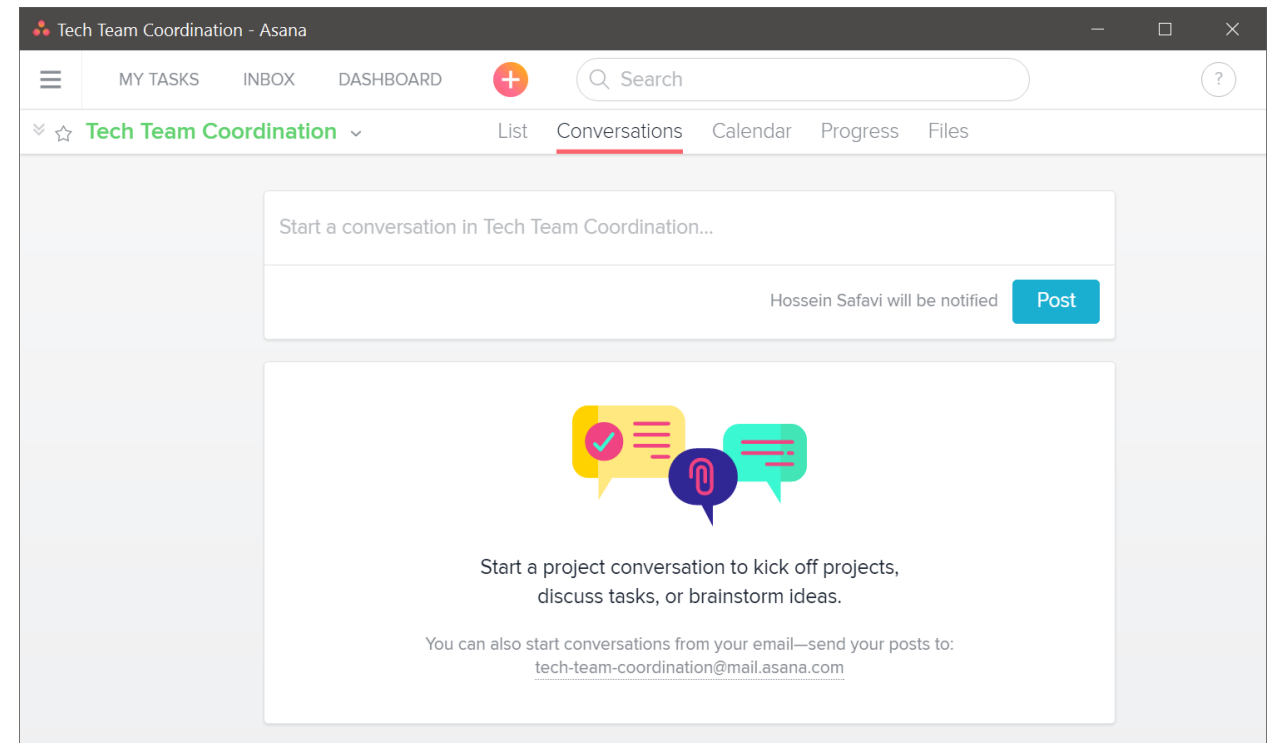 Tech Team Coordination - Asana
MY TASKS INBOX DASHBOARD + Search ?
Tech Team Coordination List Conversations Calendar Progress Files
Start a conversation in Tech Team Coordination...
Hossein Safavi will be notified Post
Start a project conversation to kick off projects,
discuss tasks, or brainstorm ideas.
You can also start conversations from your email—send your posts to:
tech-team-coordination@mail.asana.com